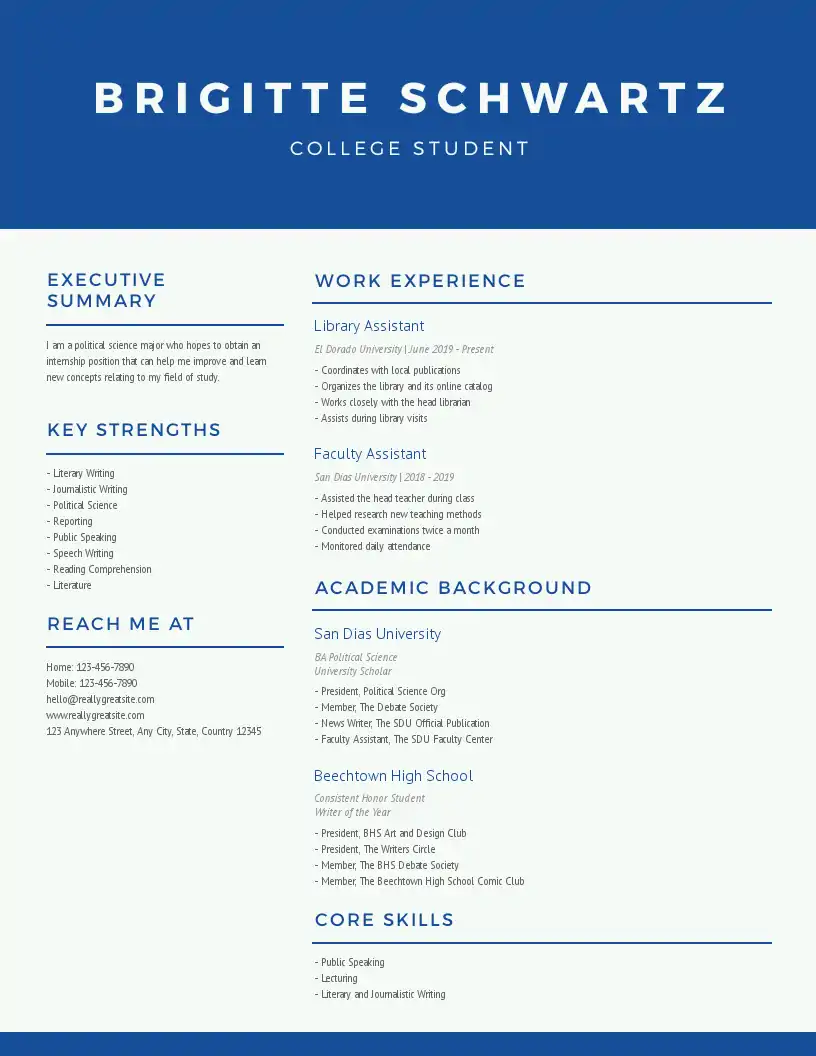 BRIGITTE SCHWARTZ
COLLEGE STUDENT
EXECUTIVE
SUMMARY
I am a political science major who hopes to obtain an
internship position that can help me improve and learn
new concepts relating to my field of study.
KEY STRENGTHS
- Literary Writing
- Journalistic Writing
- Political Science
- Reporting
- Public Speaking
- Speech Writing
- Reading Comprehension
- Literature
REACH ME AT
Home: 123-456-7890
Mobile: 123-456-7890
hello@reallygreatsite.com
www.reallygreatsite.com
123 Anywhere Street, Any City, State, Country 12345
WORK EXPERIENCE
Library Assistant
El Dorado University | June 2019 - Present
- Coordinates with local publications
- Organizes the library and its online catalog
- Works closely with the head librarian
- Assists during library visits
Faculty Assistant
San Dias University | 2018 - 2019
- Assisted the head teacher during class
- Helped research new teaching methods
- Conducted examinations twice a month
- Monitored daily attendance
ACADEMIC BACKGROUND
San Dias University
BA Political Science
University Scholar
- President, Political Science Org
- Member, The Debate Society
- News Writer, The SDU Official Publication
- Faculty Assistant, The SDU Faculty Center
Beechtown High School
Consistent Honor Student
Writer of the Year
- President, BHS Art and Design Club
- President, The Writers Circle
- Member, The BHS Debate Society
- Member, The Beechtown High School Comic Club
CORE SKILLS
- Public Speaking
- Lecturing
- Literary and Journalistic Writing